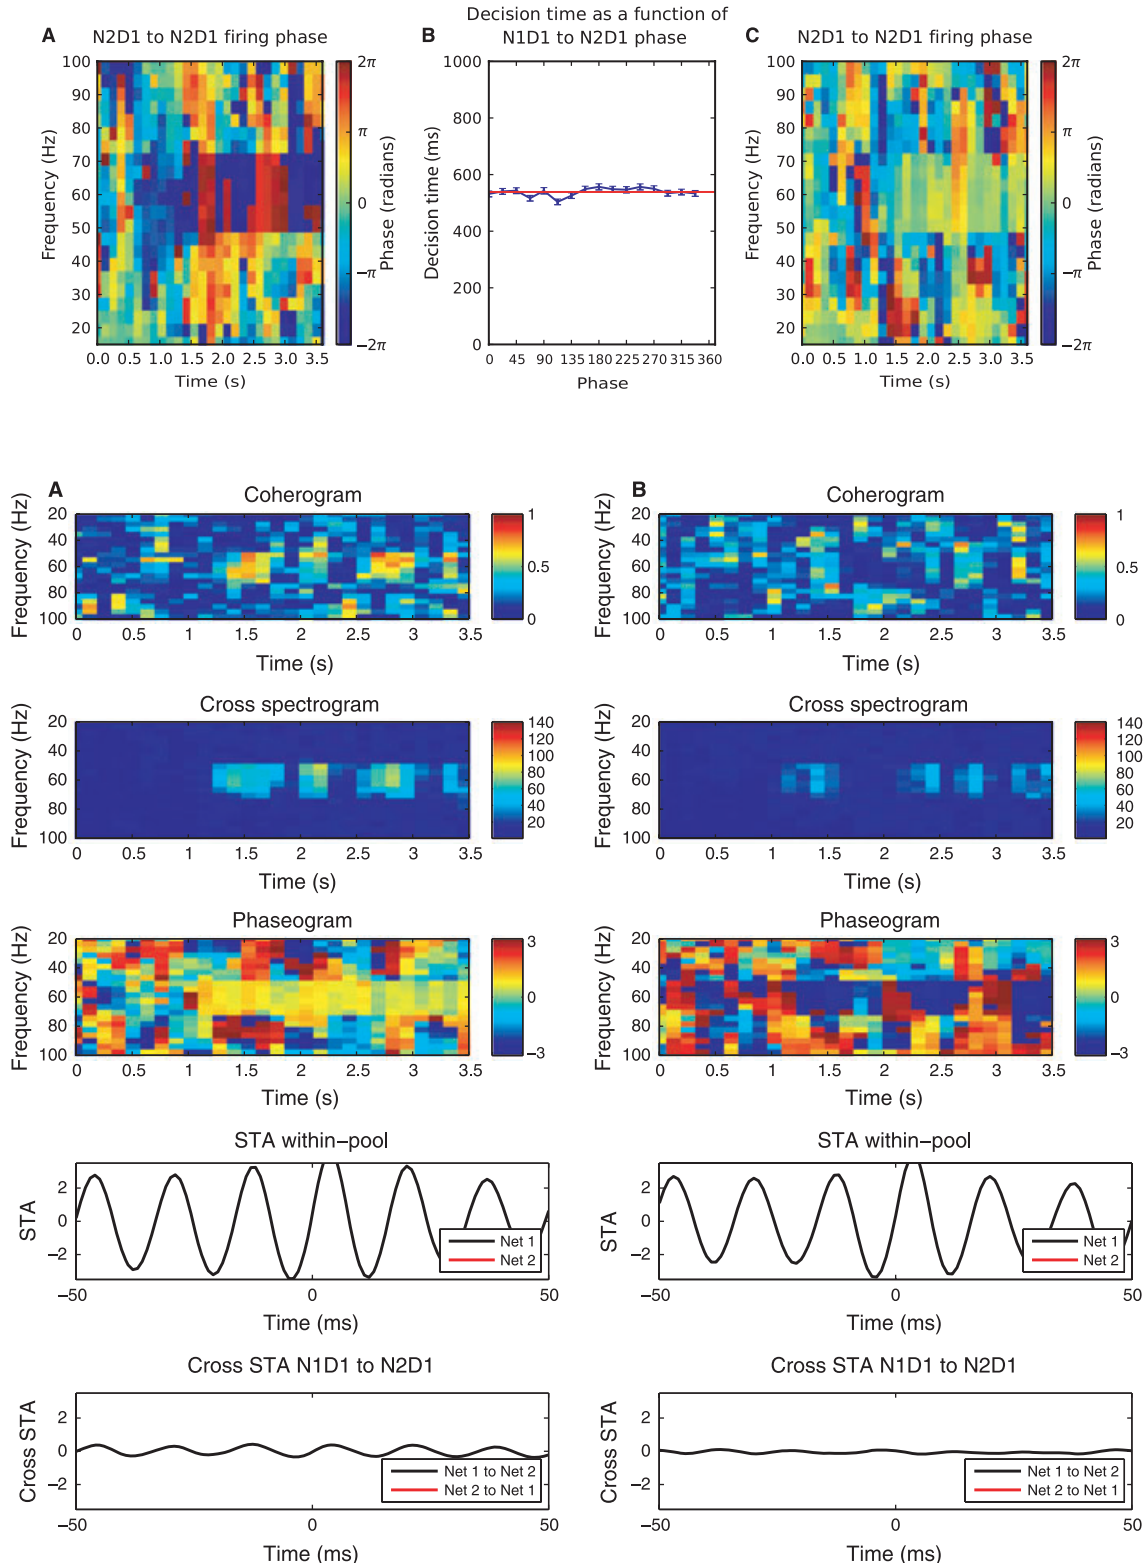 A
N2D1 to N2D1 firing phase
Frequency (Hz)
100
90
80
70
60
50
40
30
20
0.0 0.5 1.0 1.5 2.0 2.5 3.0 3.5
Time (s)
2π
π
0
−π
−2π
Phase (radians)
B
Decision time as a function of
N1D1 to N2D1 phase
Decision time (ms)
1000
800
600
400
200
0
0 45 90 135 180 225 270 315 360
Phase
C
N2D1 to N2D1 firing phase
Frequency (Hz)
100
90
80
70
60
50
40
30
20
0.0 0.5 1.0 1.5 2.0 2.5 3.0 3.5
Time (s)
2π
π
0
−π
−2π
Phase (radians)
A
Coherogram
Frequency (Hz)
20
40
60
80
100
0 0.5 1 1.5 2 2.5 3 3.5
Time (s)
1
0.5
0
Cross spectrogram
Frequency (Hz)
20
40
60
80
100
0 0.5 1 1.5 2 2.5 3 3.5
Time (s)
140
120
100
80
60
40
20
Phaseogram
Frequency (Hz)
20
40
60
80
100
0 0.5 1 1.5 2 2.5 3 3.5
Time (s)
3
0
−3
STA within−pool
STA
2
0
−2
Net 1
Net 2
−50 0 50
Time (ms)
Cross STA N1D1 to N2D1
Cross STA
2
0
−2
Net 1 to Net 2
Net 2 to Net 1
−50 0 50
Time (ms)
B
Coherogram
Frequency (Hz)
20
40
60
80
100
0 0.5 1 1.5 2 2.5 3 3.5
Time (s)
1
0.5
0
Cross spectrogram
Frequency (Hz)
20
40
60
80
100
0 0.5 1 1.5 2 2.5 3 3.5
Time (s)
140
120
100
80
60
40
20
Phaseogram
Frequency (Hz)
20
40
60
80
100
0 0.5 1 1.5 2 2.5 3 3.5
Time (s)
3
0
−3
STA within−pool
STA
2
0
−2
Net 1
Net 2
−50 0 50
Time (ms)
Cross STA N1D1 to N2D1
Cross STA
2
0
−2
Net 1 to Net 2
Net 2 to Net 1
−50 0 50
Time (ms)